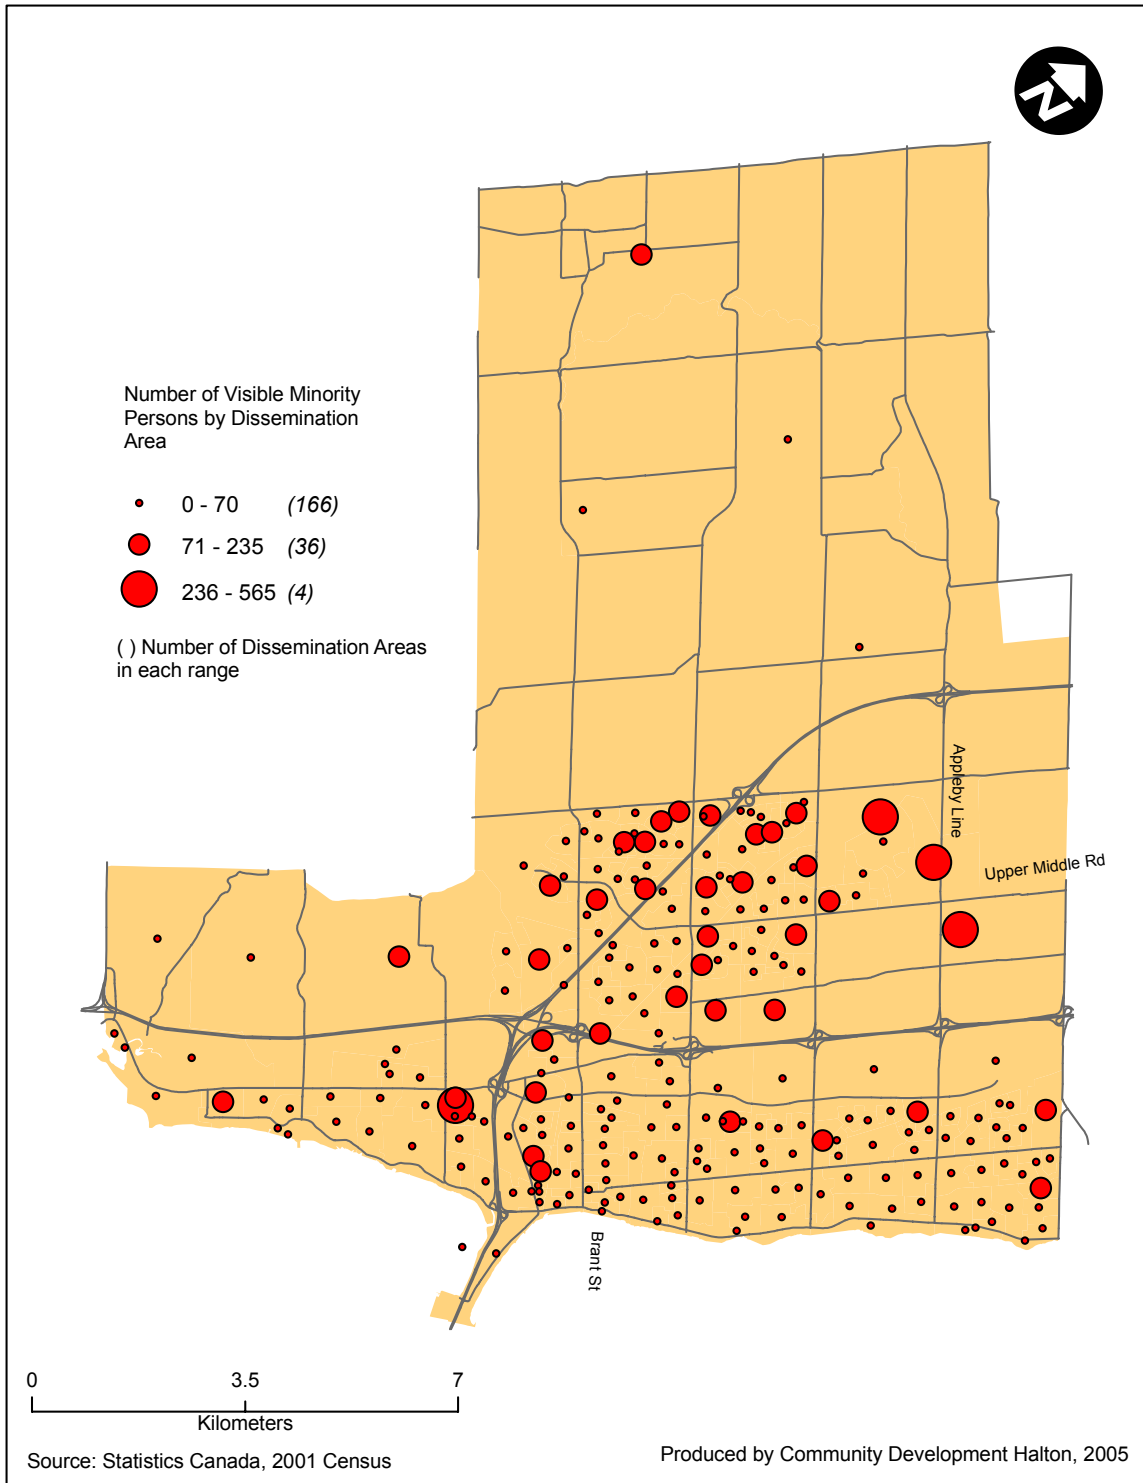 N
Number of Visible Minority
Persons by Dissemination
Area
0 - 70 (166)
71 - 235 (36)
236 - 565 (4)
( ) Number of Dissemination Areas
in each range
Appleby Line
Upper Middle Rd
Brant St
0 3.5 7
Kilometers
Source: Statistics Canada, 2001 Census
Produced by Community Development Halton, 2005